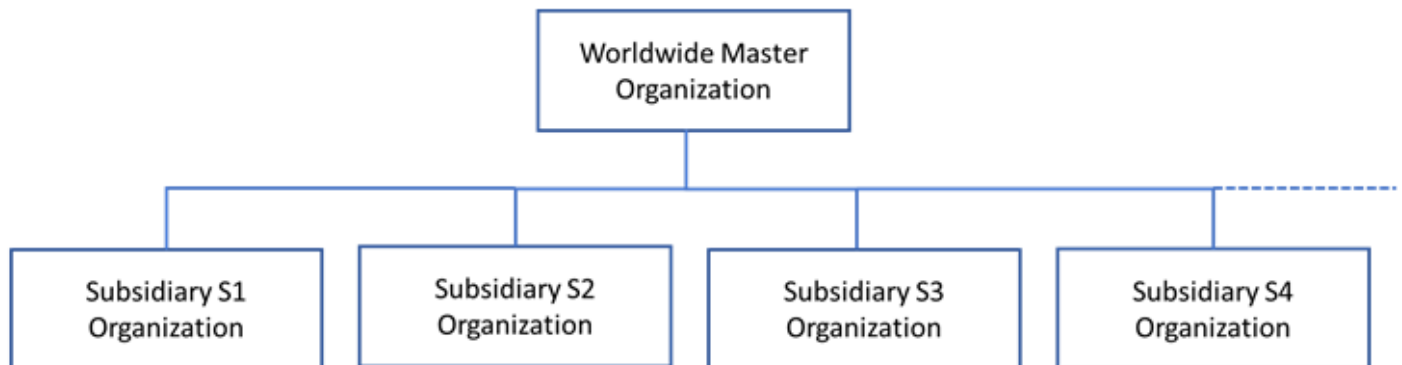 Worldwide Master
Organization
Subsidiary S1
Organization
Subsidiary S2
Organization
Subsidiary S3
Organization
Subsidiary S4
Organization